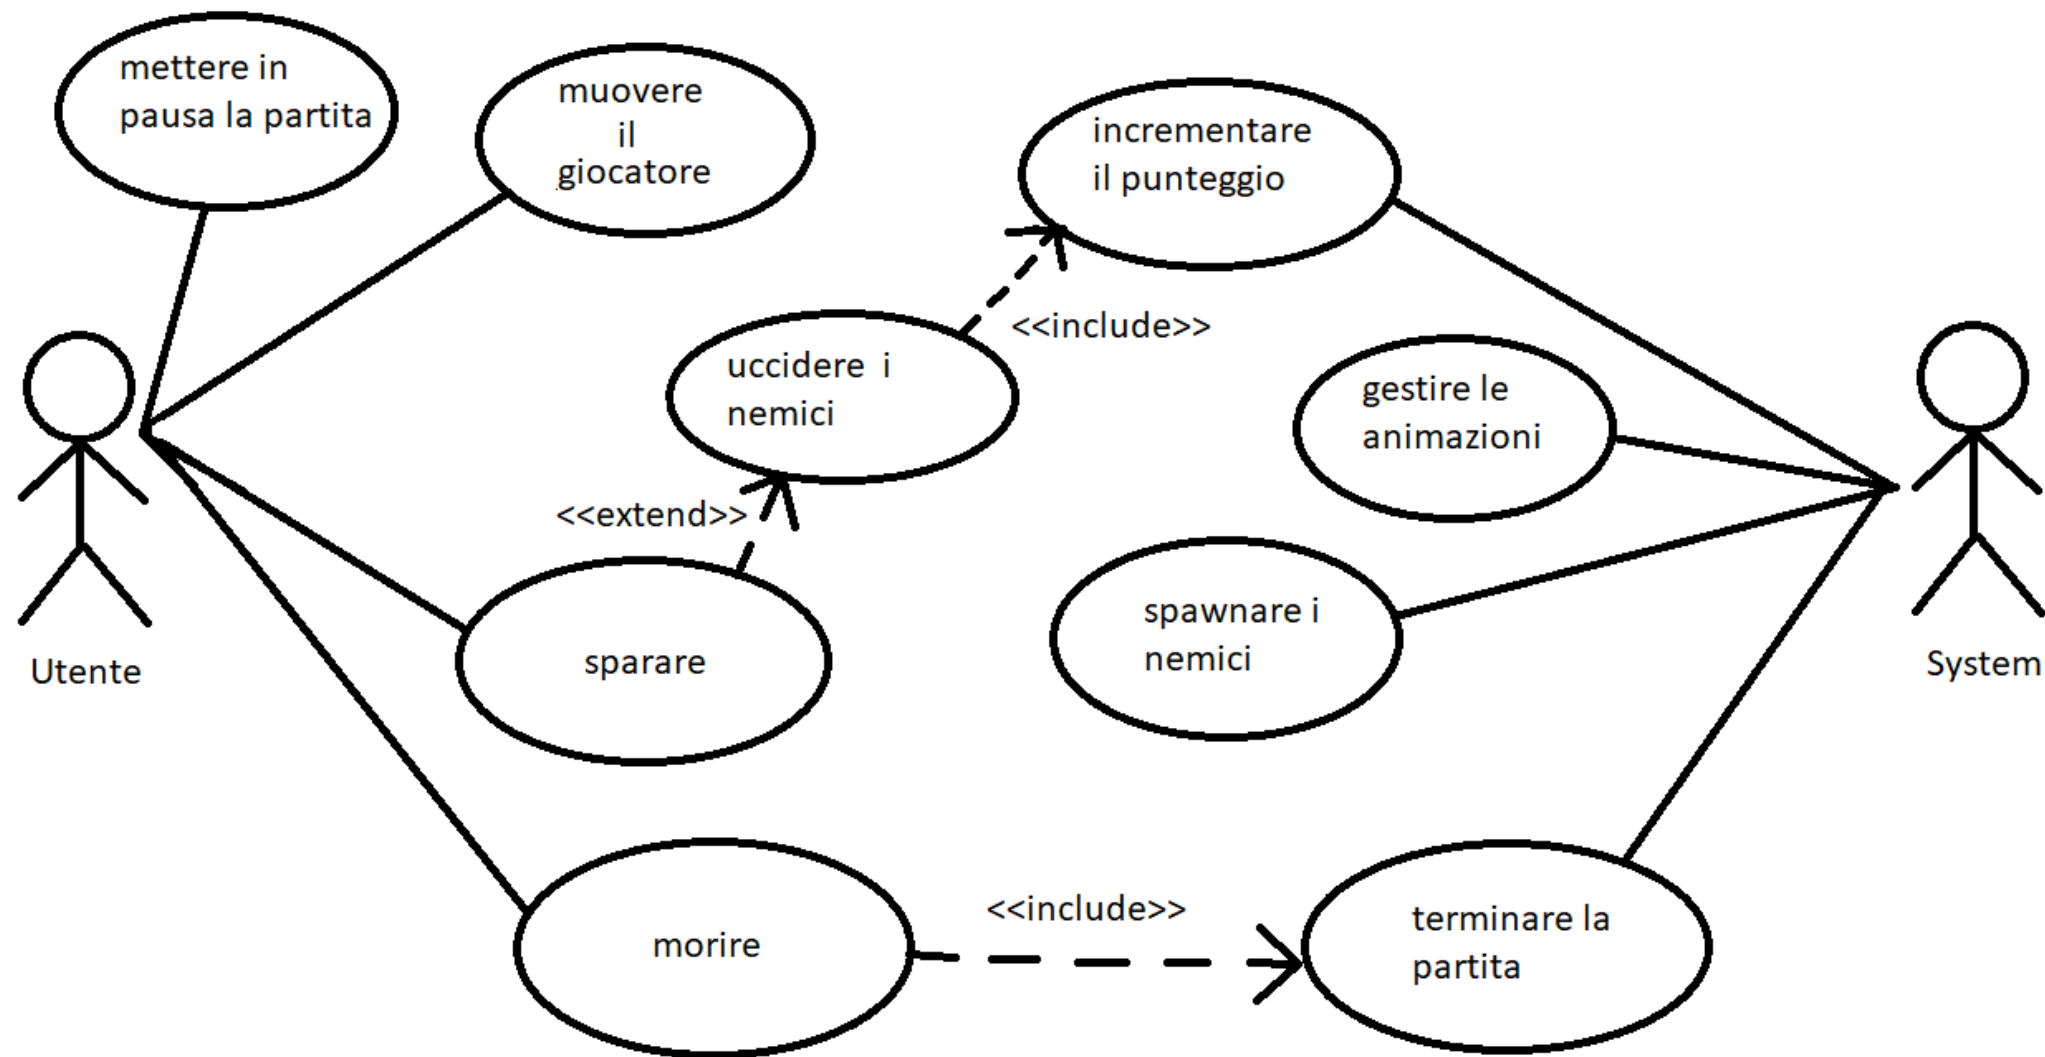 mettere in
pausa la partita
muovere
il
giocatore
incrementare
il punteggio
<<include>>
uccidere i
nemici
gestire le
animazioni
<<extend>>
spawnare i
nemici
sparare
Utente
System
<<include>>
morire
terminare la
partita